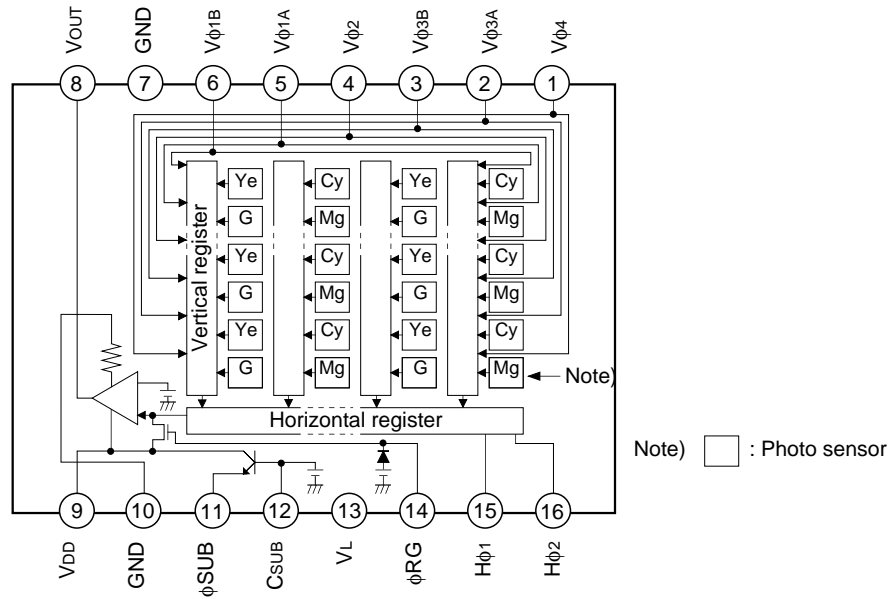 VOUT GND Vϕ1B Vϕ1A Vϕ2 Vϕ3B Vϕ3A Vϕ4
8 7 6 5 4 3 2 1
Vertical register
Ye Cy Ye Cy
G Mg G Mg
Ye Cy Ye Cy
G Mg G Mg
Ye Cy Ye Cy
G Mg G Mg
Note)
Horizontal register
Note) : Photo sensor
9 10 11 12 13 14 15 16
VDD GND ϕSUB CSUB VL ϕRG Hϕ1 Hϕ2